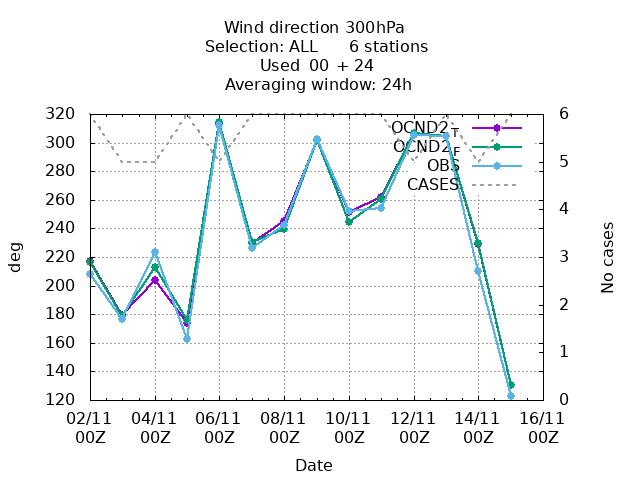 Wind direction 300hPa
Selection: ALL 6 stations
Used 00 + 24
Averaging window: 24h
320
300
280
260
240
220
200
180
160
140
120
deg
6
5
4
3
2
1
0
No cases
OCND2_T
OCND2_F
OBS
CASES
02/11 04/11 06/11 08/11 10/11 12/11 14/11 16/11
00Z 00Z 00Z 00Z 00Z 00Z 00Z 00Z
Date